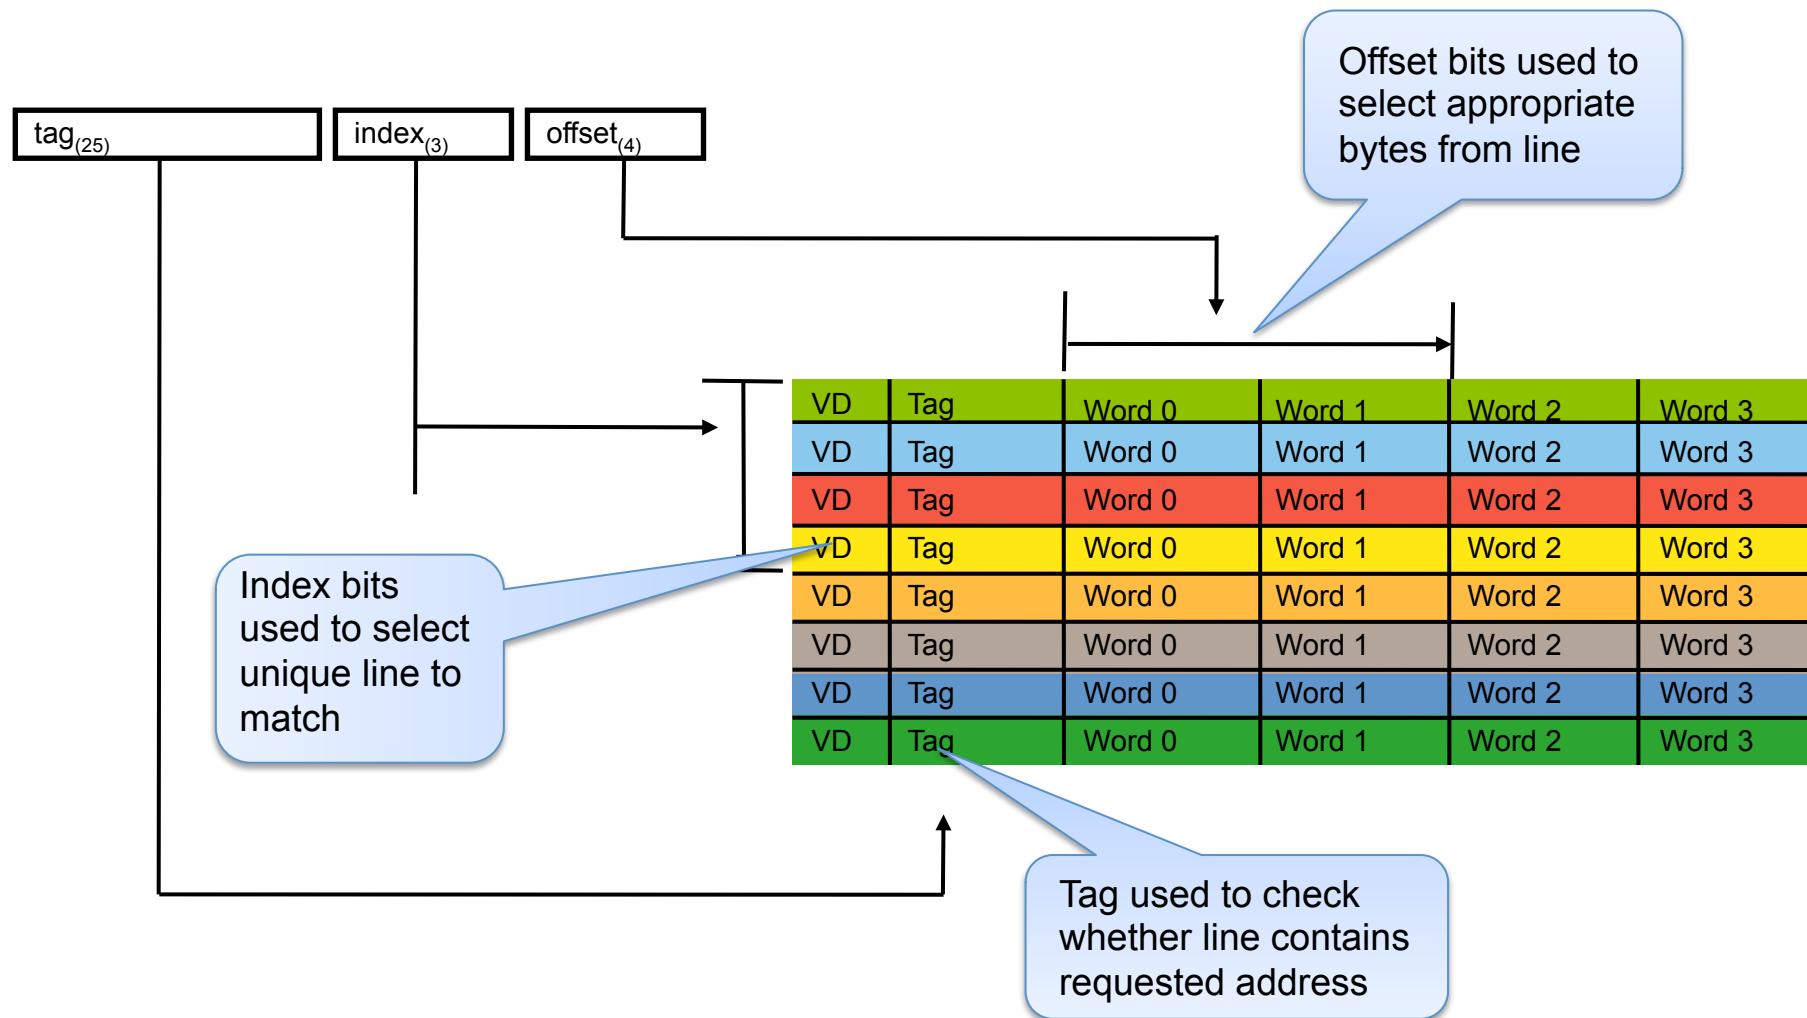 Offset bits used to
select appropriate
bytes from line
tag(25) index(3) offset(4)
VD Tag Word 0 Word 1 Word 2 Word 3
VD Tag Word 0 Word 1 Word 2 Word 3
VD Tag Word 0 Word 1 Word 2 Word 3
VD Tag Word 0 Word 1 Word 2 Word 3
VD Tag Word 0 Word 1 Word 2 Word 3
VD Tag Word 0 Word 1 Word 2 Word 3
VD Tag Word 0 Word 1 Word 2 Word 3
VD Tag Word 0 Word 1 Word 2 Word 3
Index bits
used to select
unique line to
match
Tag used to check
whether line contains
requested address